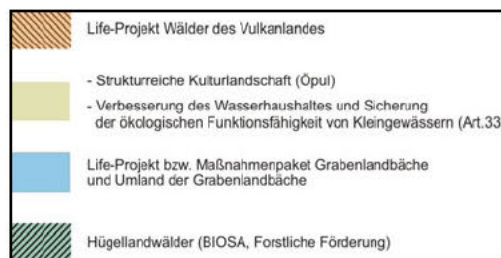 Life-Projekt Wälder des Vulkanlandes
- Strukturreiche Kulturlandschaft (Öpul)
- Verbesserung des Wasserhaushaltes und Sicherung
der ökologischen Funktionsfähigkeit von Kleingewässern (Art.33
Life-Projekt bzw. Maßnahmenpaket Grabenlandbäche
und Umland der Grabenlandbäche
Hügellandwälder (BIOSA, Forstliche Förderung)